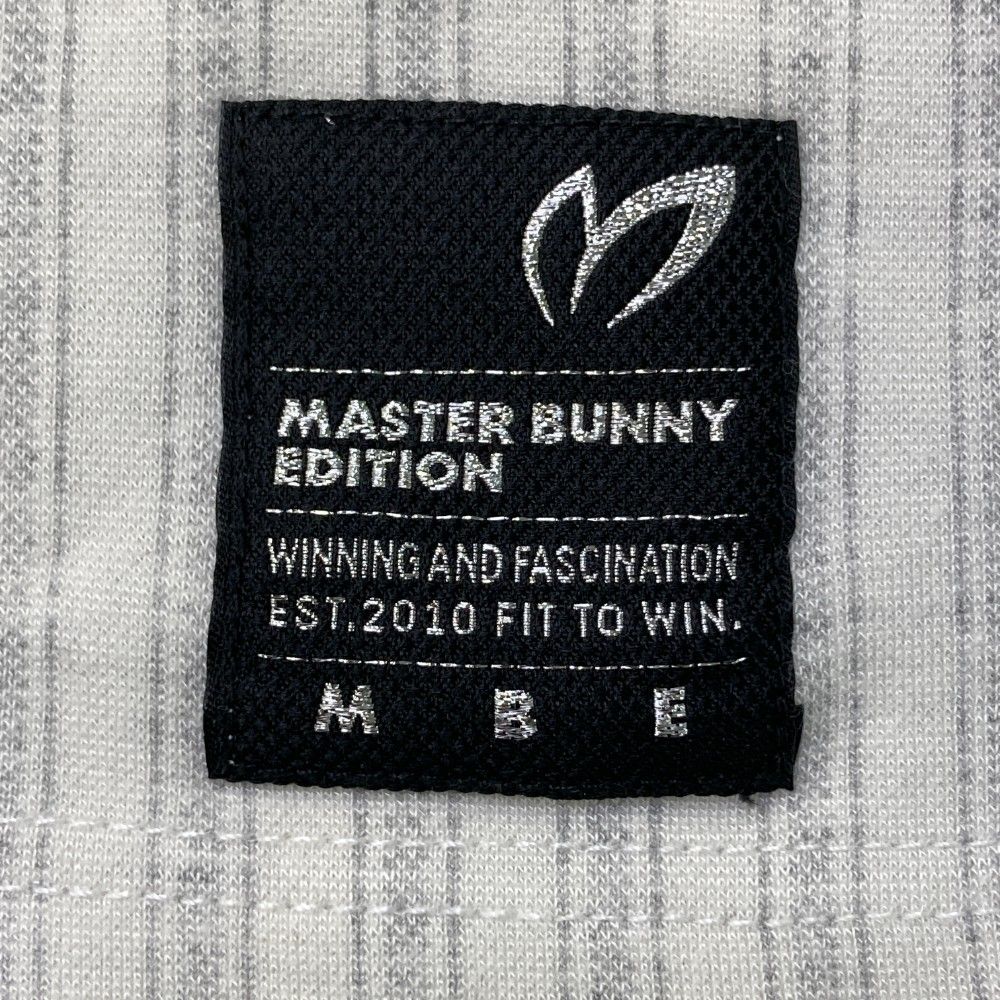 MASTER BUNNY
EDITION
WINNING AND FASCINATION
EST.2010 FIT TO WIN.
M B E